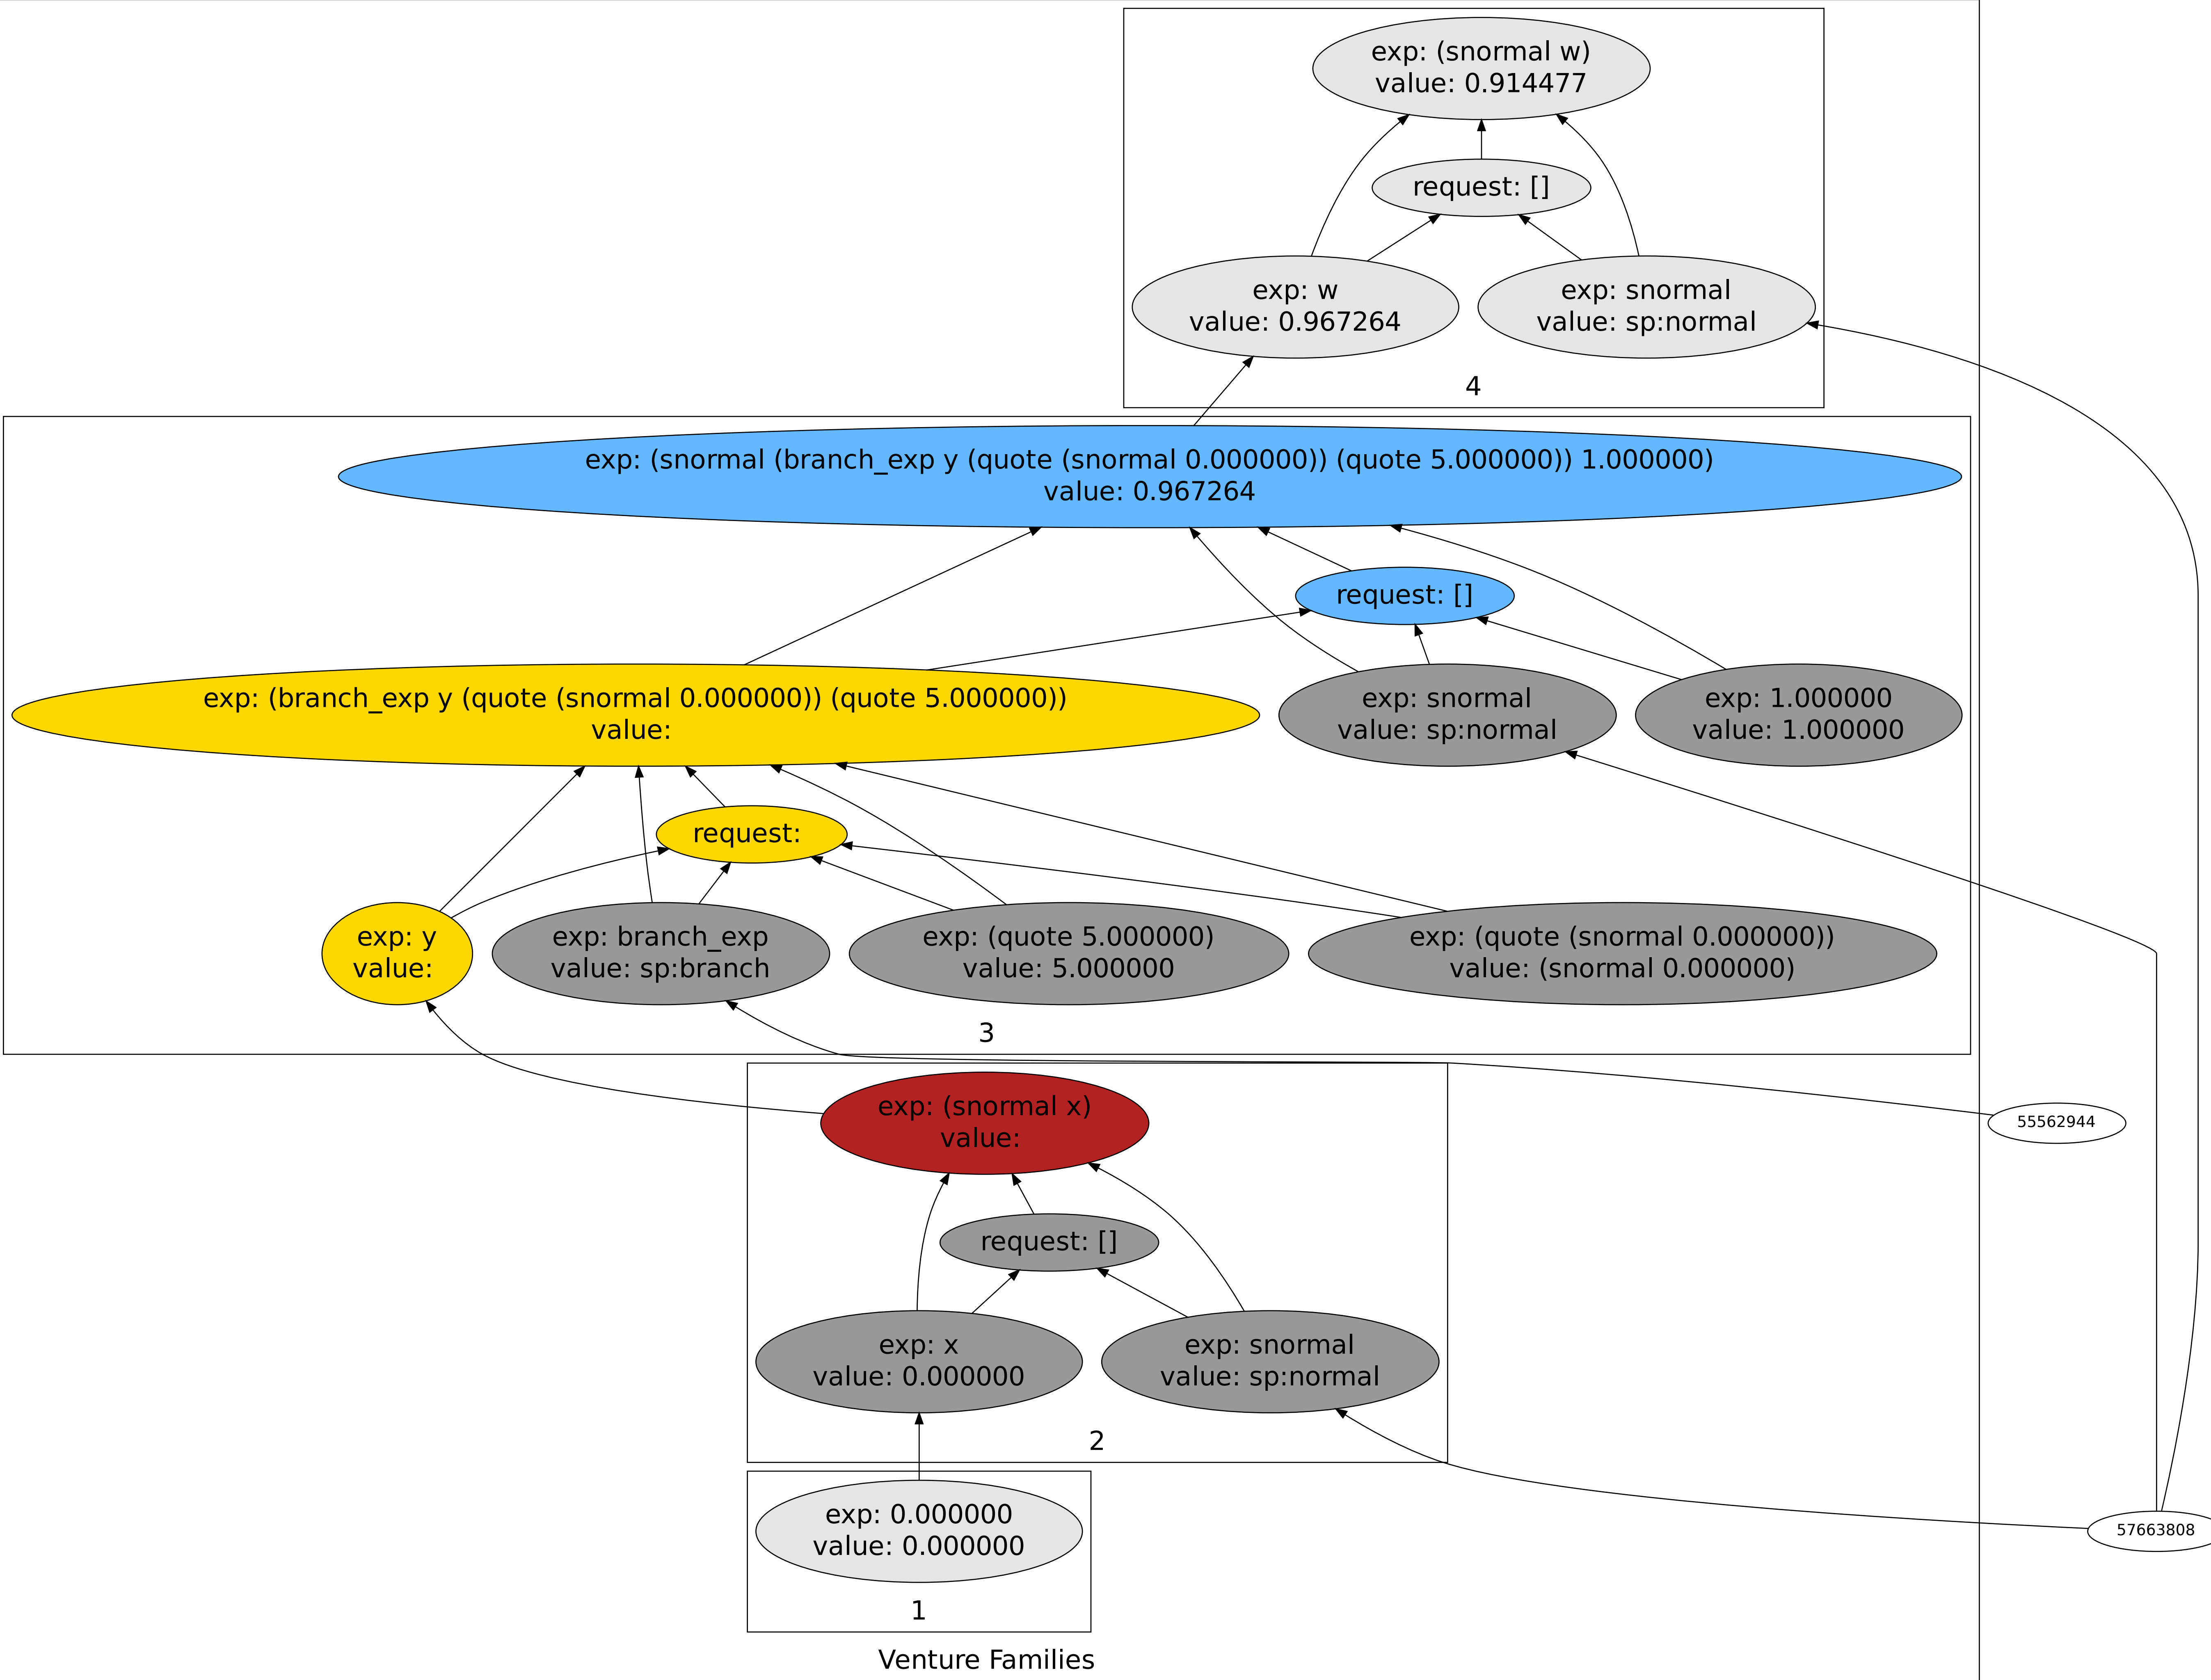 exp: (snormal w)
value: 0.914477
request: []
exp: w
value: 0.967264
exp: snormal
value: sp:normal
4
exp: (snormal (branch_exp y (quote (snormal 0.000000)) (quote 5.000000)) 1.000000)
value: 0.967264
request: []
exp: (branch_exp y (quote (snormal 0.000000)) (quote 5.000000))
value:
exp: snormal
value: sp:normal
exp: 1.000000
value: 1.000000
request:
exp: y
value:
exp: branch_exp
value: sp:branch
exp: (quote 5.000000)
value: 5.000000
exp: (quote (snormal 0.000000))
value: (snormal 0.000000)
3
exp: (snormal x)
value:
55562944
request: []
exp: x
value: 0.000000
exp: snormal
value: sp:normal
2
exp: 0.000000
value: 0.000000
57663808
1
Venture Families